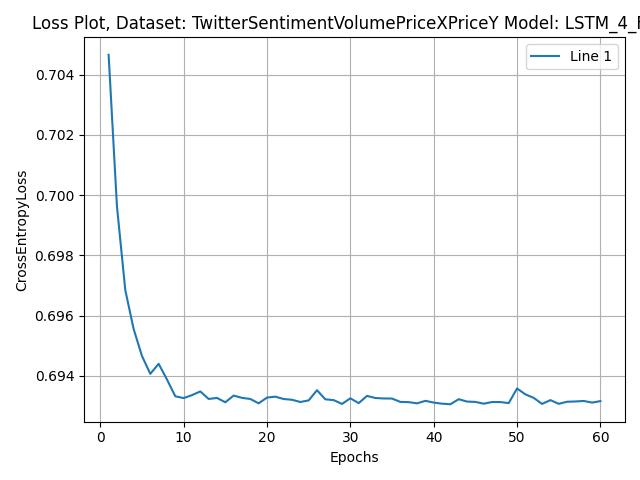 Loss Plot, Dataset: TwitterSentimentVolumePriceXPriceY Model: LSTM_4_
Line 1
0.704
0.702
0.700
0.698
0.696
0.694
CrossEntropyLoss
0 10 20 30 40 50 60
Epochs